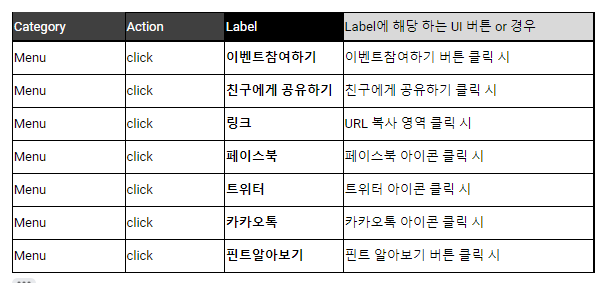 Category Action Label Label에 해당 하는 UI 버튼 or 경우
Menu click 이벤트참여하기 이벤트참여하기 버튼 클릭 시
Menu click 친구에게 공유하기 친구에게 공유하기 클릭 시
Menu click 링크 URL 복사 영역 클릭 시
Menu click 페이스북 페이스북 아이콘 클릭 시
Menu click 트위터 트위터 아이콘 클릭 시
Menu click 카카오톡 카카오톡 아이콘 클릭 시
Menu click 핀트알아보기 핀트 알아보기 버튼 클릭 시